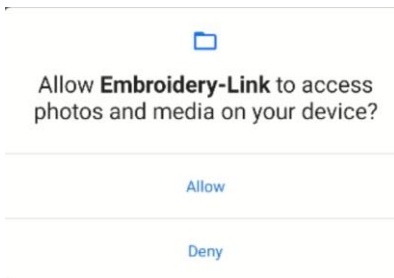 Allow Embroidery-Link to access
photos and media on your device?
Allow
Deny